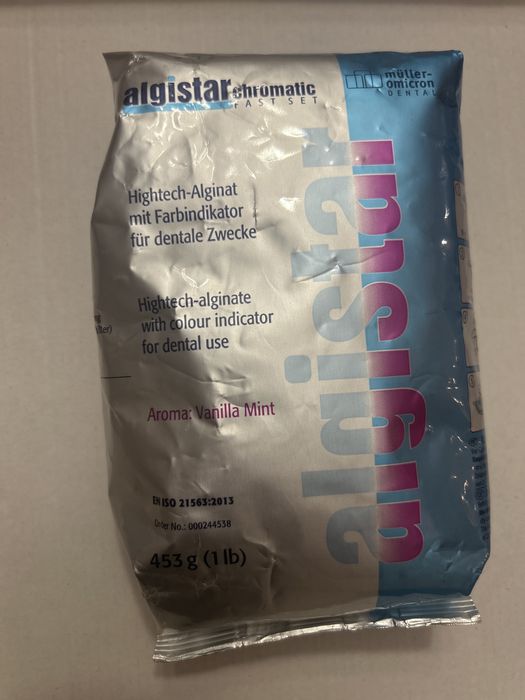 algistar chromatic
FAST SET
müller-
omicron
DENTAL
Hightech-Alginat
mit Farbindikator
für dentale Zwecke
Hightech-alginate
with colour indicator
for dental use
Aroma: Vanilla Mint
EN ISO 21563:2013
Order No.: 000244538
453 g (1 lb)
algistar
algistar